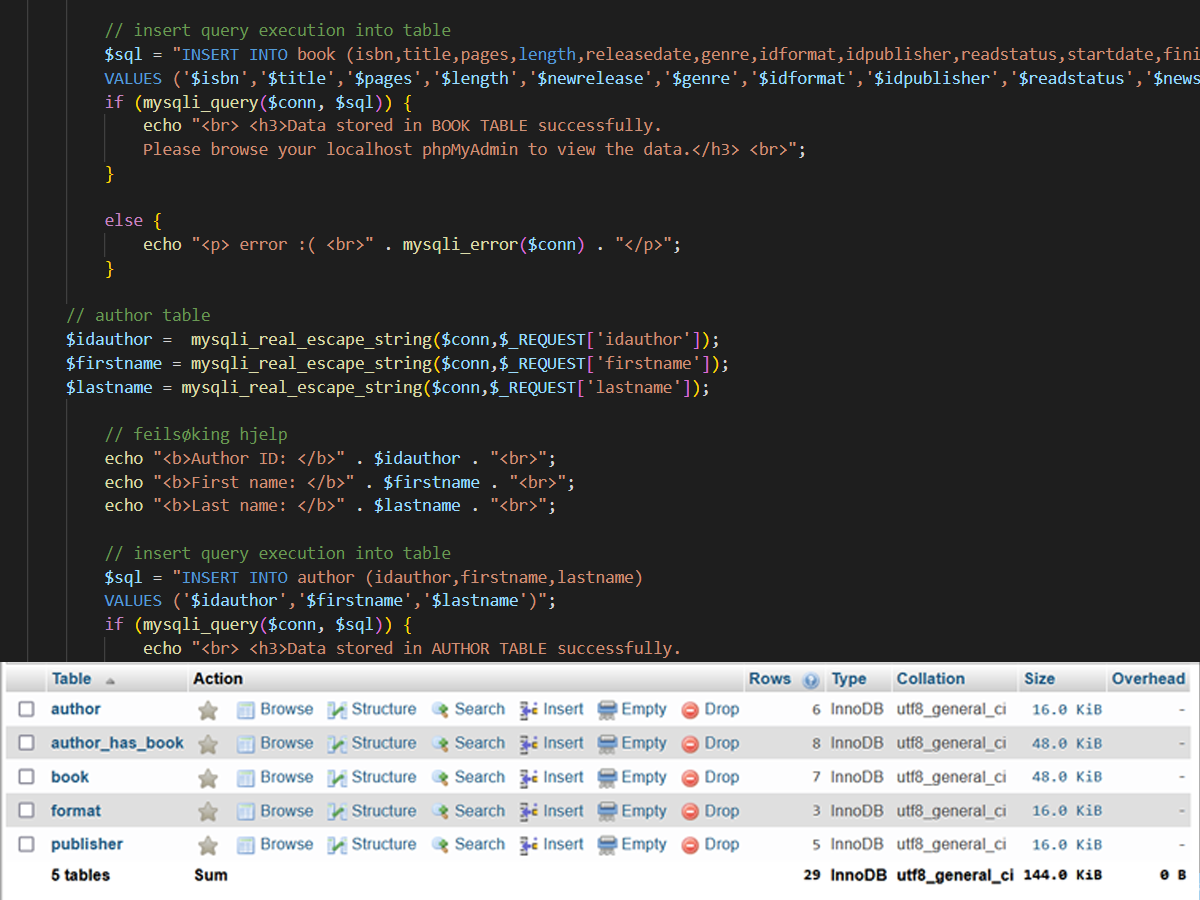 // insert query execution into table
$sql = "INSERT INTO book (isbn,title,pages,length,releasedate,genre,idformat,idpublisher,readstatus,startdate,fini
VALUES ('$isbn','$title','$pages','$length','$newrelease','$genre','$idformat','$idpublisher','$readstatus','$news
if (mysqli_query($conn, $sql)) {
echo "<br> <h3>Data stored in BOOK TABLE successfully.
Please browse your localhost phpMyAdmin to view the data.</h3> <br>";
}
else {
echo "<p> error :( <br>" . mysqli_error($conn) . "</p>";
}
// author table
$idauthor =  mysqli_real_escape_string($conn,$_REQUEST['idauthor']);
$firstname = mysqli_real_escape_string($conn,$_REQUEST['firstname']);
$lastname = mysqli_real_escape_string($conn,$_REQUEST['lastname']);
// feilsøking hjelp
echo "<b>Author ID: </b>" . $idauthor . "<br>";
echo "<b>First name: </b>" . $firstname . "<br>";
echo "<b>Last name: </b>" . $lastname . "<br>";
// insert query execution into table
$sql = "INSERT INTO author (idauthor,firstname,lastname)
VALUES ('$idauthor','$firstname','$lastname')";
if (mysqli_query($conn, $sql)) {
echo "<br> <h3>Data stored in AUTHOR TABLE successfully.
Table Action Rows Type Collation Size Overhead
author Browse Structure Search Insert Empty Drop 6 InnoDB utf8_general_ci 16.0 KiB -
author_has_book Browse Structure Search Insert Empty Drop 8 InnoDB utf8_general_ci 48.0 KiB -
book Browse Structure Search Insert Empty Drop 7 InnoDB utf8_general_ci 48.0 KiB -
format Browse Structure Search Insert Empty Drop 3 InnoDB utf8_general_ci 16.0 KiB -
publisher Browse Structure Search Insert Empty Drop 5 InnoDB utf8_general_ci 16.0 KiB -
5 tables Sum 29 InnoDB utf8_general_ci 144.0 KiB 0 B